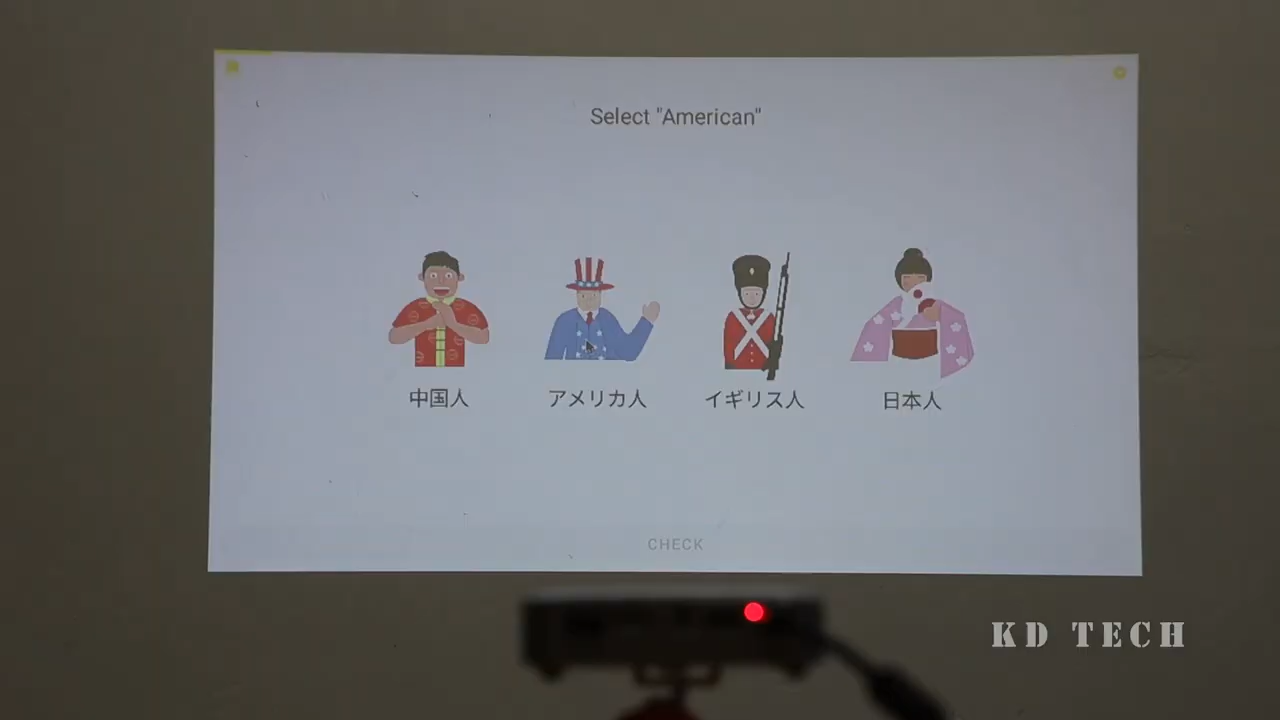 Select "American"
中国人
アメリカ人
イギリス人
日本人
CHECK
KD TECH